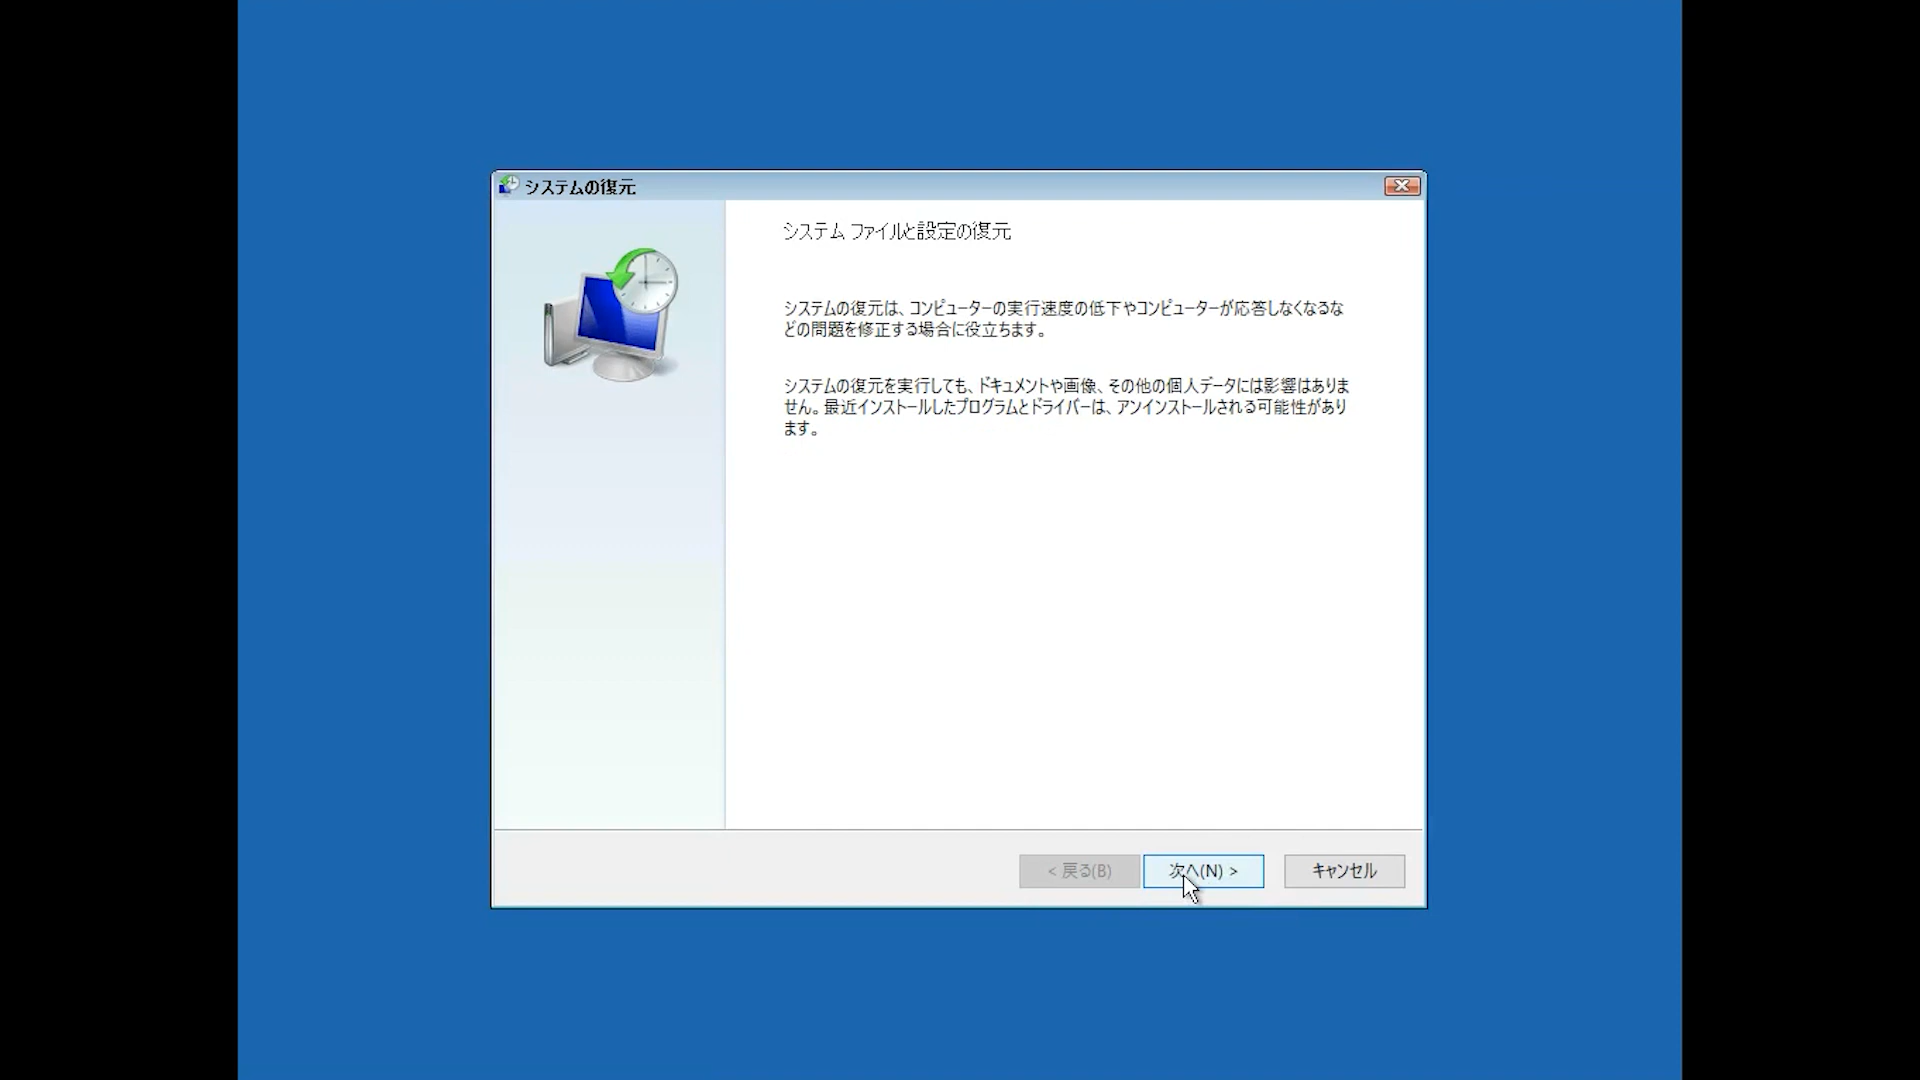 システムの復元
システム ファイルと設定の復元
システムの復元は、コンピューターの実行速度の低下やコンピューターが応答しなくなるな
どの問題を修正する場合に役立ちます。
システムの復元を実行しても、ドキュメントや画像、その他の個人データには影響はありま
せん。最近インストールしたプログラムとドライバーは、アンインストールされる可能性があり
ます。
< 戻る(B)
次へ(N) >
キャンセル